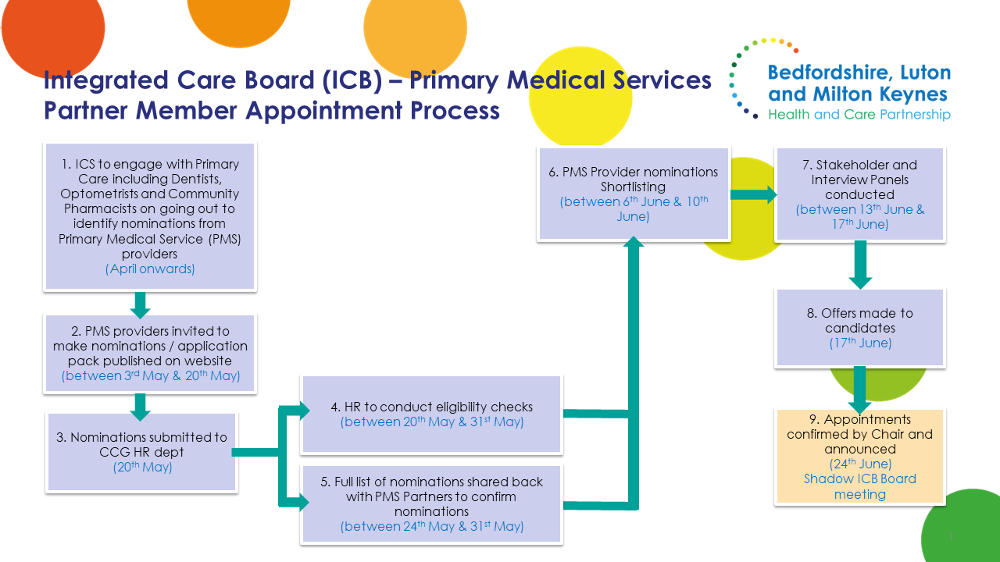 Integrated Care Board (ICB) – Primary Medical Services
Partner Member Appointment Process
Bedfordshire, Luton
and Milton Keynes
Health and Care Partnership
1. ICS to engage with Primary
Care including Dentists,
Optometrists and Community
Pharmacists on going out to
identify nominations from
Primary Medical Service (PMS)
providers
(April onwards)
2. PMS providers invited to
make nominations / application
pack published on website
(between 3rd May & 20th May)
3. Nominations submitted to
CCG HR dept
(20th May)
4. HR to conduct eligibility checks
(between 20th May & 31st May)
5. Full list of nominations shared back
with PMS Partners to confirm
nominations
(between 24th May & 31st May)
6. PMS Provider nominations
Shortlisting
(between 6th June & 10th
June)
7. Stakeholder and
Interview Panels
conducted
(between 13th June &
17th June)
8. Offers made to
candidates
(17th June)
9. Appointments
confirmed by Chair and
announced
(24th June)
Shadow ICB Board
meeting
1